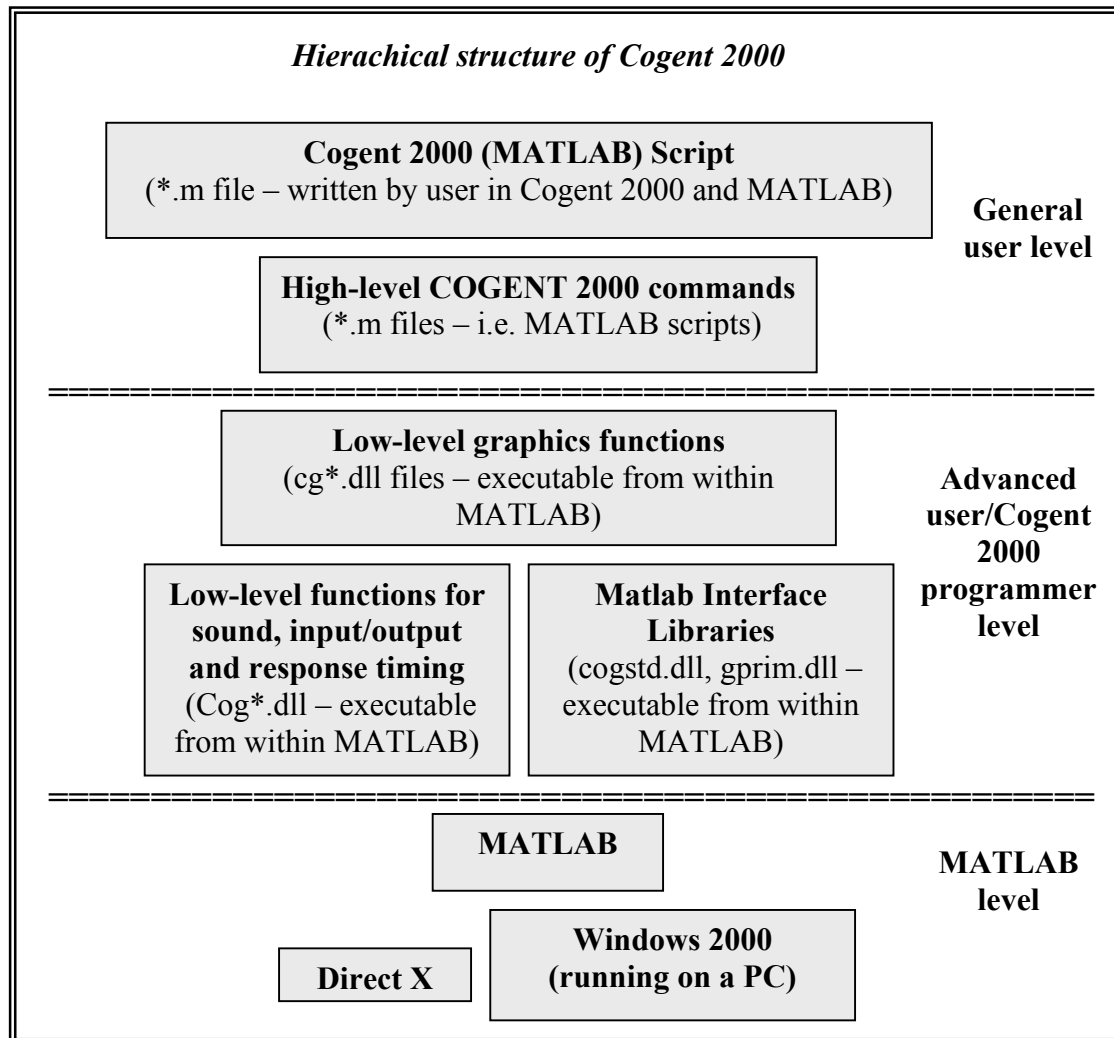 Hierachical structure of Cogent 2000
Cogent 2000 (MATLAB) Script
(*.m file – written by user in Cogent 2000 and MATLAB)
General
user level
High-level COGENT 2000 commands
(*.m files – i.e. MATLAB scripts)
====================================================
Low-level graphics functions
(cg*.dll files – executable from within
MATLAB)
Advanced
user/Cogent
2000
programmer
level
Low-level functions for
sound, input/output
and response timing
(Cog*.dll – executable
from within MATLAB)
Matlab Interface
Libraries
(cogstd.dll, gprim.dll –
executable from within
MATLAB)
====================================================
MATLAB
MATLAB
level
Direct X
Windows 2000
(running on a PC)